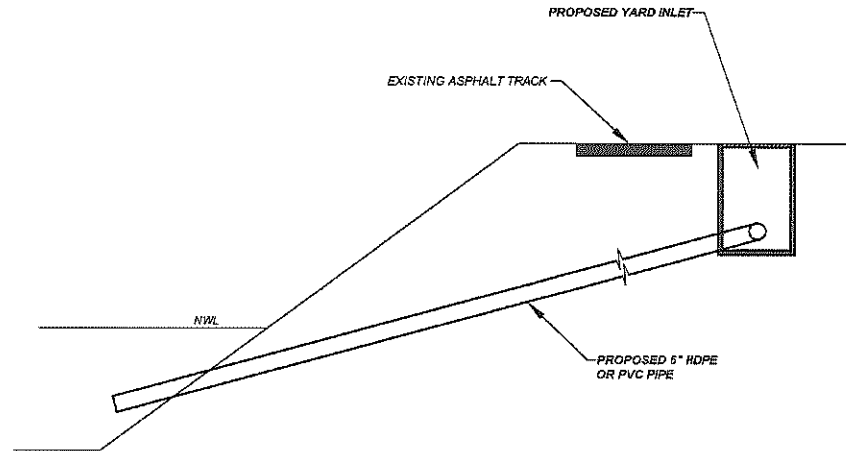 PROPOSED YARD INLET
EXISTING ASPHALT TRACK
NWL
PROPOSED 6" HDPE
OR PVC PIPE